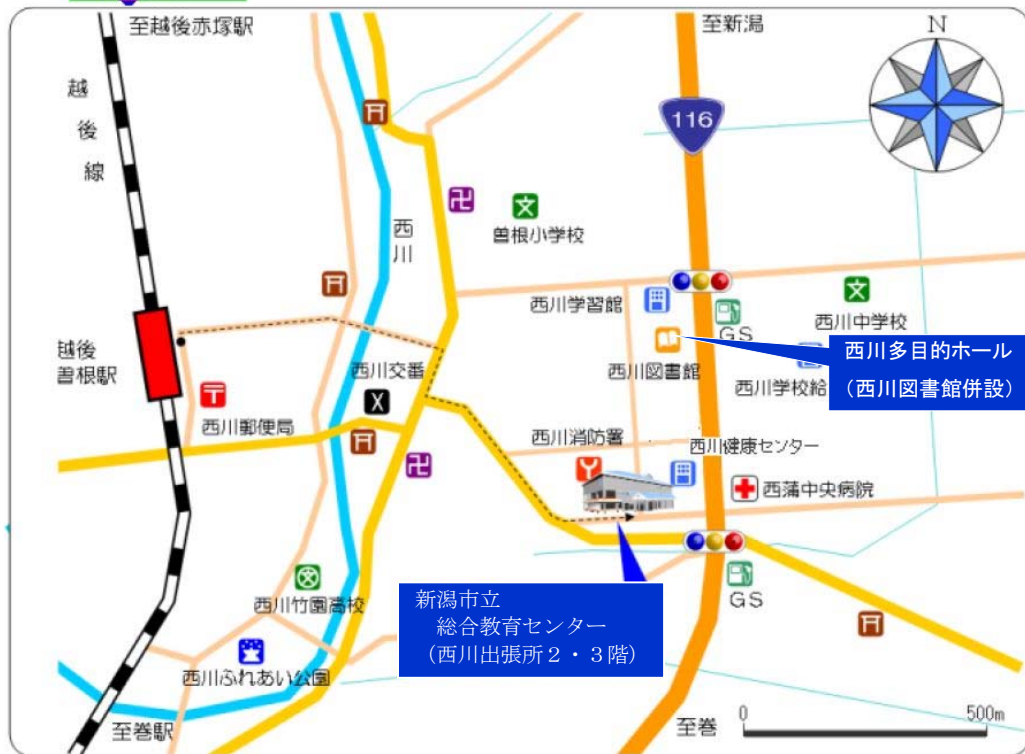 至越後赤塚駅
至新潟
N
越後線
116
西川
曽根小学校
西川学習館
GS
西川中学校
越後
曽根駅
西川交番
西川図書館
西川学校給
西川多目的ホール
(西川図書館併設)
〒
西川郵便局
X
西川消防署
西川健康センター
西蒲中央病院
GS
西川竹園高校
新潟市立
総合教育センター
(西川出張所2・3階)
西川ふれあい公園
至巻駅
至巻
0
500m